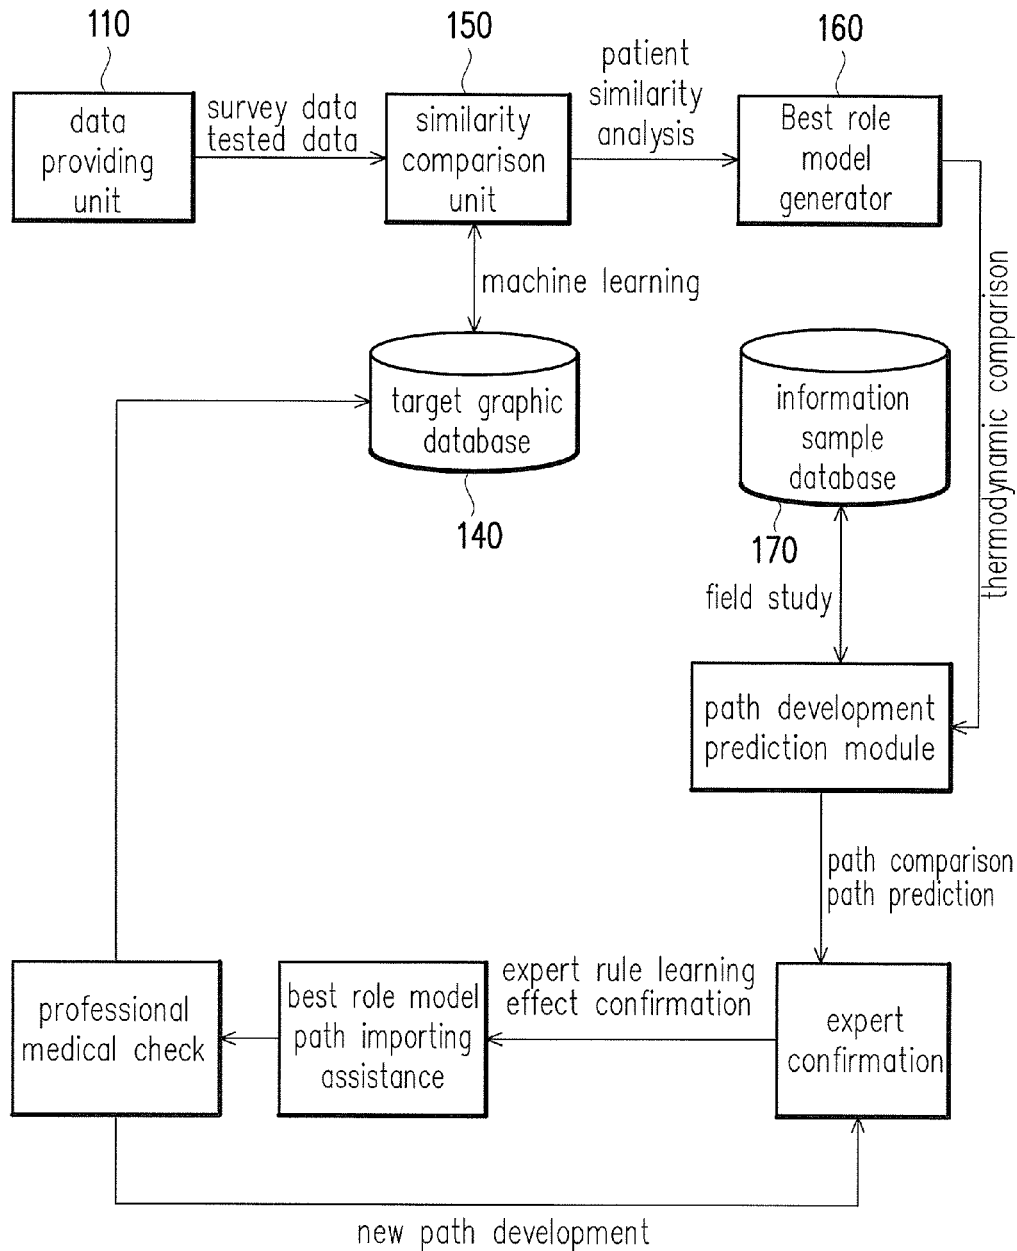 110
150
160
data
providing
unit
survey data
tested data
similarity
comparison
unit
patient
similarity
analysis
Best role
model
generator
machine learning
thermodynamic comparison
target graphic
database
140
information
sample
database
170
field study
path development
prediction module
path comparison
path prediction
professional
medical check
best role model
path importing
assistance
expert rule learning
effect confirmation
expert
confirmation
new path development